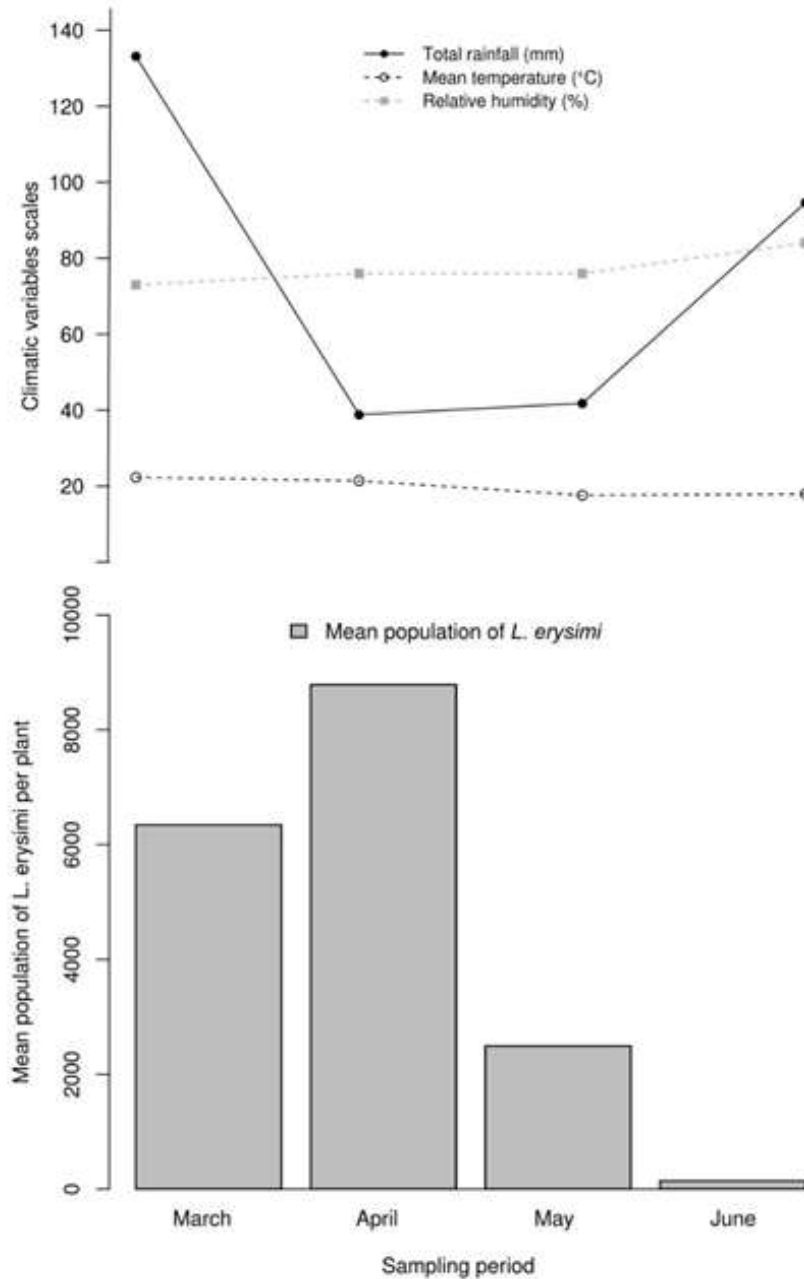 140
120
100
80
60
40
20
Climatic variables scales
Total rainfall (mm)
Mean temperature (°C)
Relative humidity (%)
10000
8000
6000
4000
2000
0
Mean population of L. erysimi per plant
Mean population of L. erysimi
March April May June
Sampling period